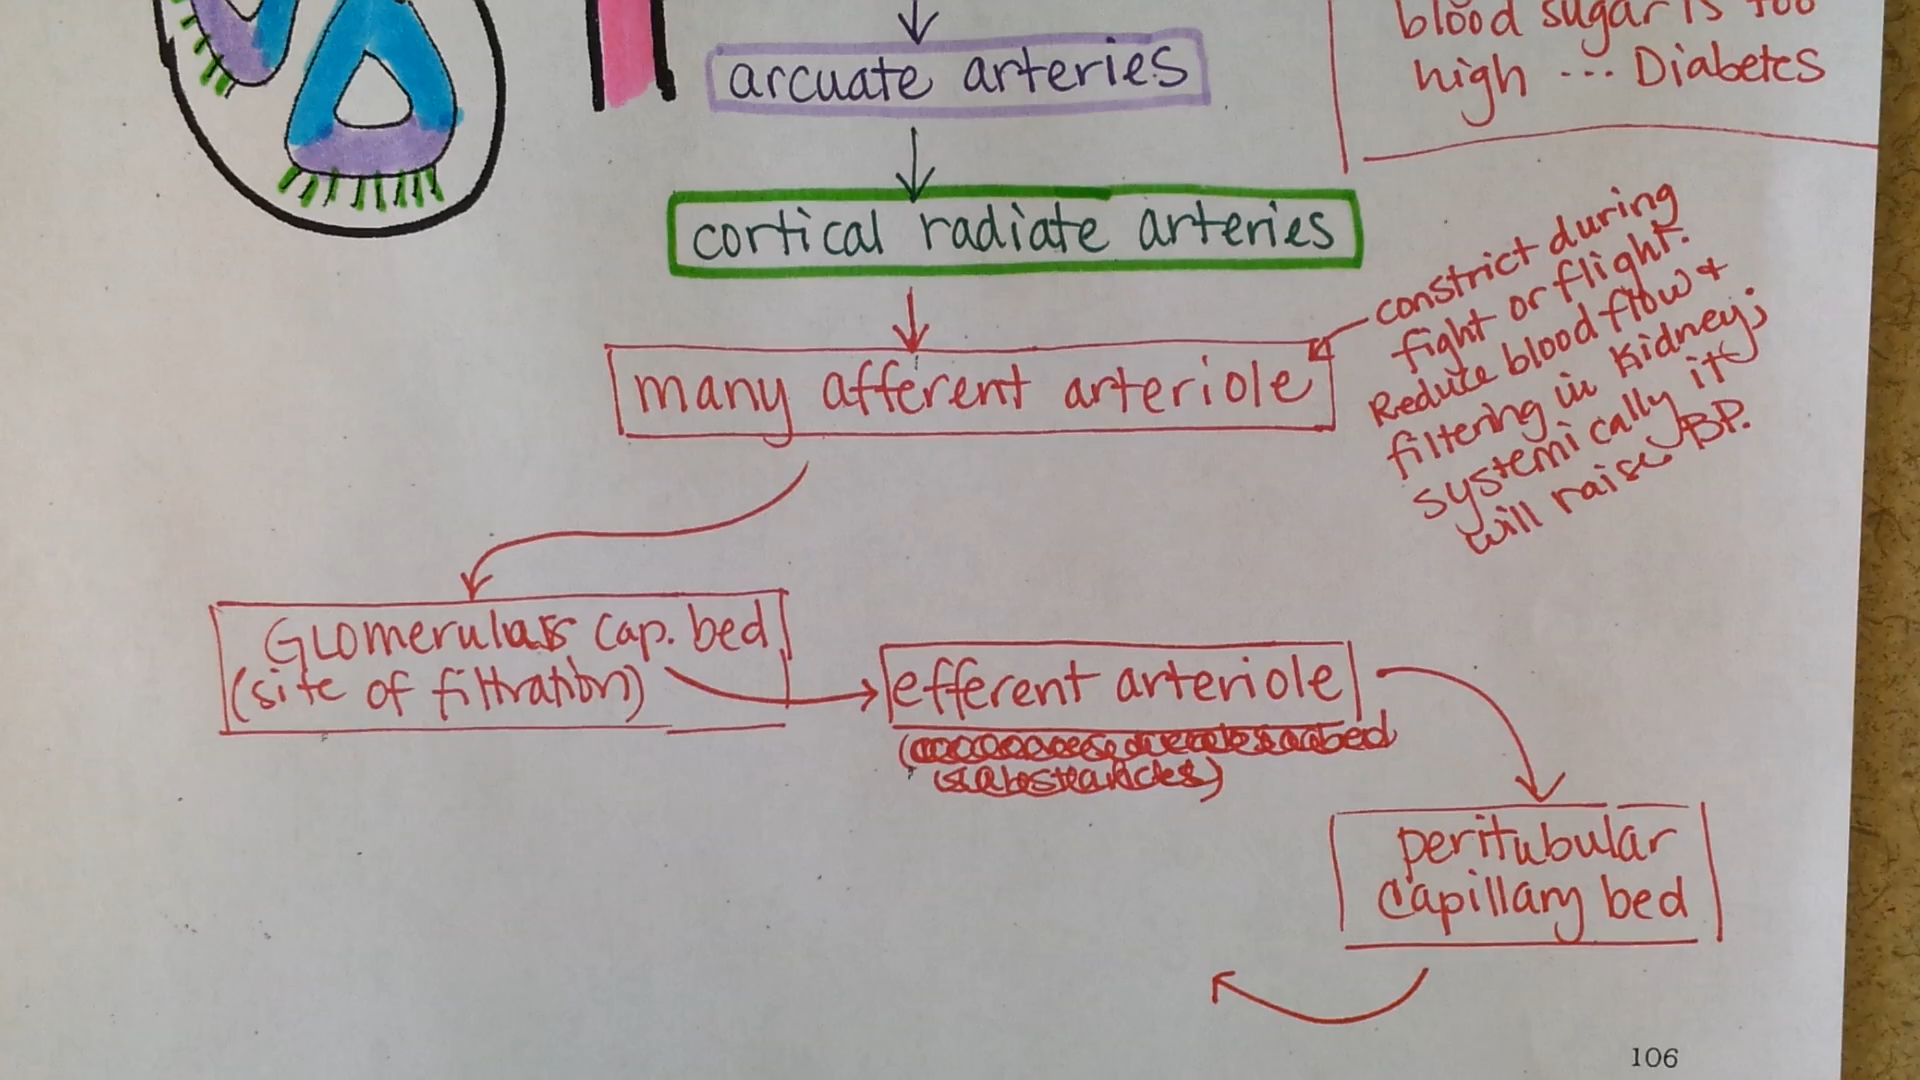 blood sugar is too
high --- Diabetes
arcuate arteries
cortical radiate arteries
constrict during
fight or flight.
Reduce blood flow +
filtering in kidney;
systemically it
will raise BP.
many afferent arteriole
Glomerular cap. bed
(site of filtration)
efferent arteriole
peritubular
capillary bed
106